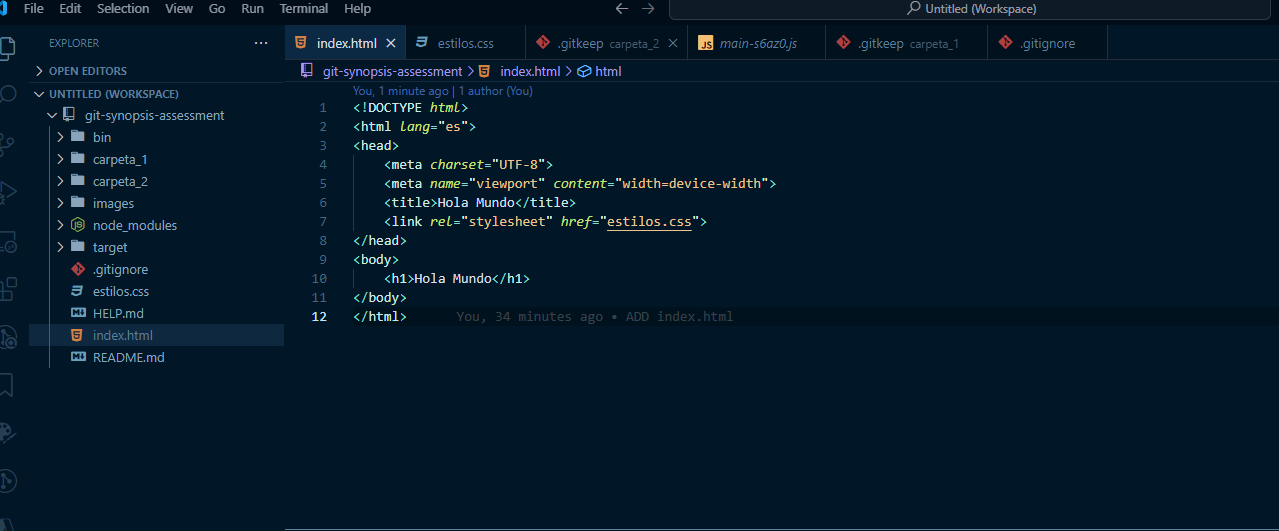 File Edit Selection View Go Run Terminal Help
Untitled (Workspace)
EXPLORER
OPEN EDITORS
UNTITLED (WORKSPACE)
git-synopsis-assessment
bin
carpeta_1
carpeta_2
images
node_modules
target
.gitignore
estilos.css
HELP.md
index.html
README.md
index.html estilos.css .gitkeep carpeta_2 main-s6az0.js .gitkeep carpeta_1 .gitignore
git-synopsis-assessment index.html html
You, 1 minute ago | 1 author (You)
1 <!DOCTYPE html>
2 <html lang="es">
3 <head>
4 <meta charset="UTF-8">
5 <meta name="viewport" content="width=device-width">
6 <title>Hola Mundo</title>
7 <link rel="stylesheet" href="estilos.css">
8 </head>
9 <body>
10 <h1>Hola Mundo</h1>
11 </body>
12 </html> You, 34 minutes ago • ADD index.html